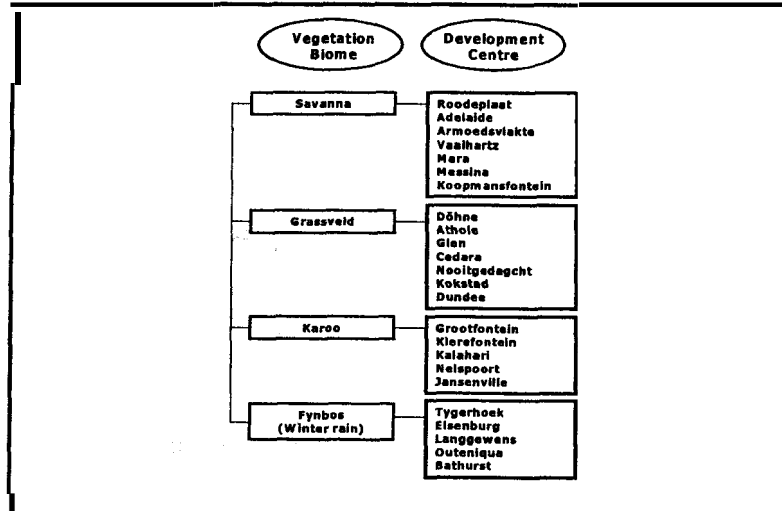 Vegetation
Biome
Development
Centre
Savanna
Roodeplaat
Adelaide
Armoedsvlakte
Vaalhartz
Mara
Messina
Koopmansfontein
Grassveld
Döhne
Athole
Glen
Cedara
Nooitgedagcht
Kokstad
Dundee
Karoo
Grootfontein
Klerefontein
Kalahari
Nelspoort
Jansenville
Fynbos
(Winter rain)
Tygerhoek
Elsenburg
Langgewens
Outeniqua
Bathurst